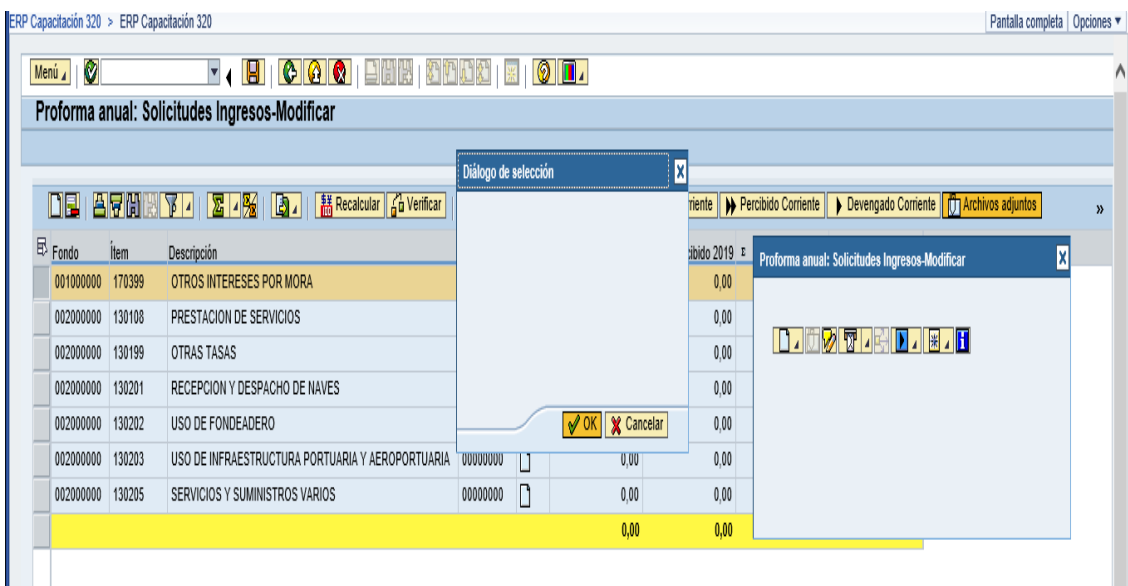 ERP Capacitación 320 > ERP Capacitación 320
Pantalla completa | Opciones
Menú
Proforma anual: Solicitudes Ingresos-Modificar
Diálogo de selección
Recalcular Verificar
riente Percibido Corriente Devengado Corriente Archivos adjuntos
Fondo Ítem Descripción
cibido 2019 Σ
Proforma anual: Solicitudes Ingresos-Modificar
001000000 170399 OTROS INTERESES POR MORA 0,00
002000000 130108 PRESTACION DE SERVICIOS 0,00
002000000 130199 OTRAS TASAS 0,00
002000000 130201 RECEPCION Y DESPACHO DE NAVES 0,00
002000000 130202 USO DE FONDEADERO 0,00
OK Cancelar
002000000 130203 USO DE INFRAESTRUCTURA PORTUARIA Y AEROPORTUARIA 00000000 0,00 0,00
002000000 130205 SERVICIOS Y SUMINISTROS VARIOS 00000000 0,00 0,00
0,00 0,00